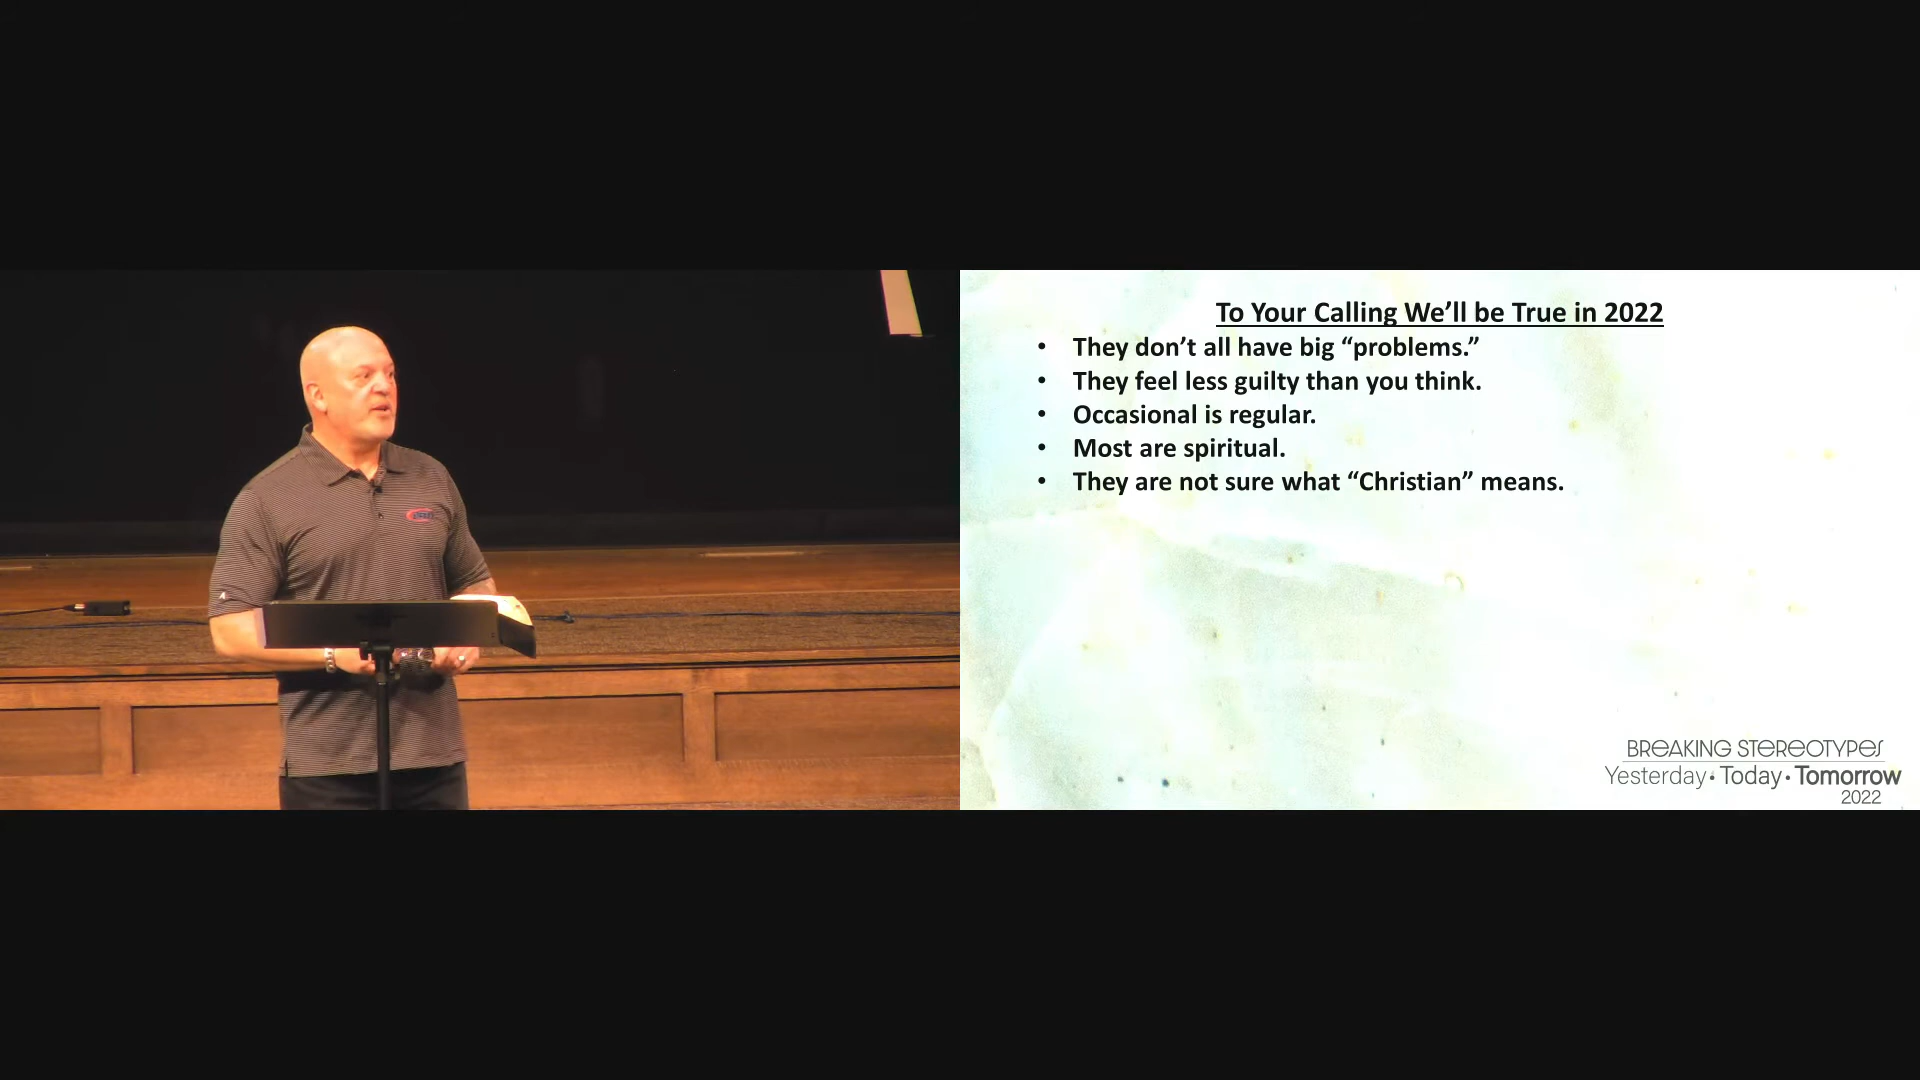 To Your Calling We’ll be True in 2022
• They don’t all have big “problems.”
• They feel less guilty than you think.
• Occasional is regular.
• Most are spiritual.
• They are not sure what “Christian” means.
BREAKING STEREOTYPES
Yesterday • Today • Tomorrow
2022